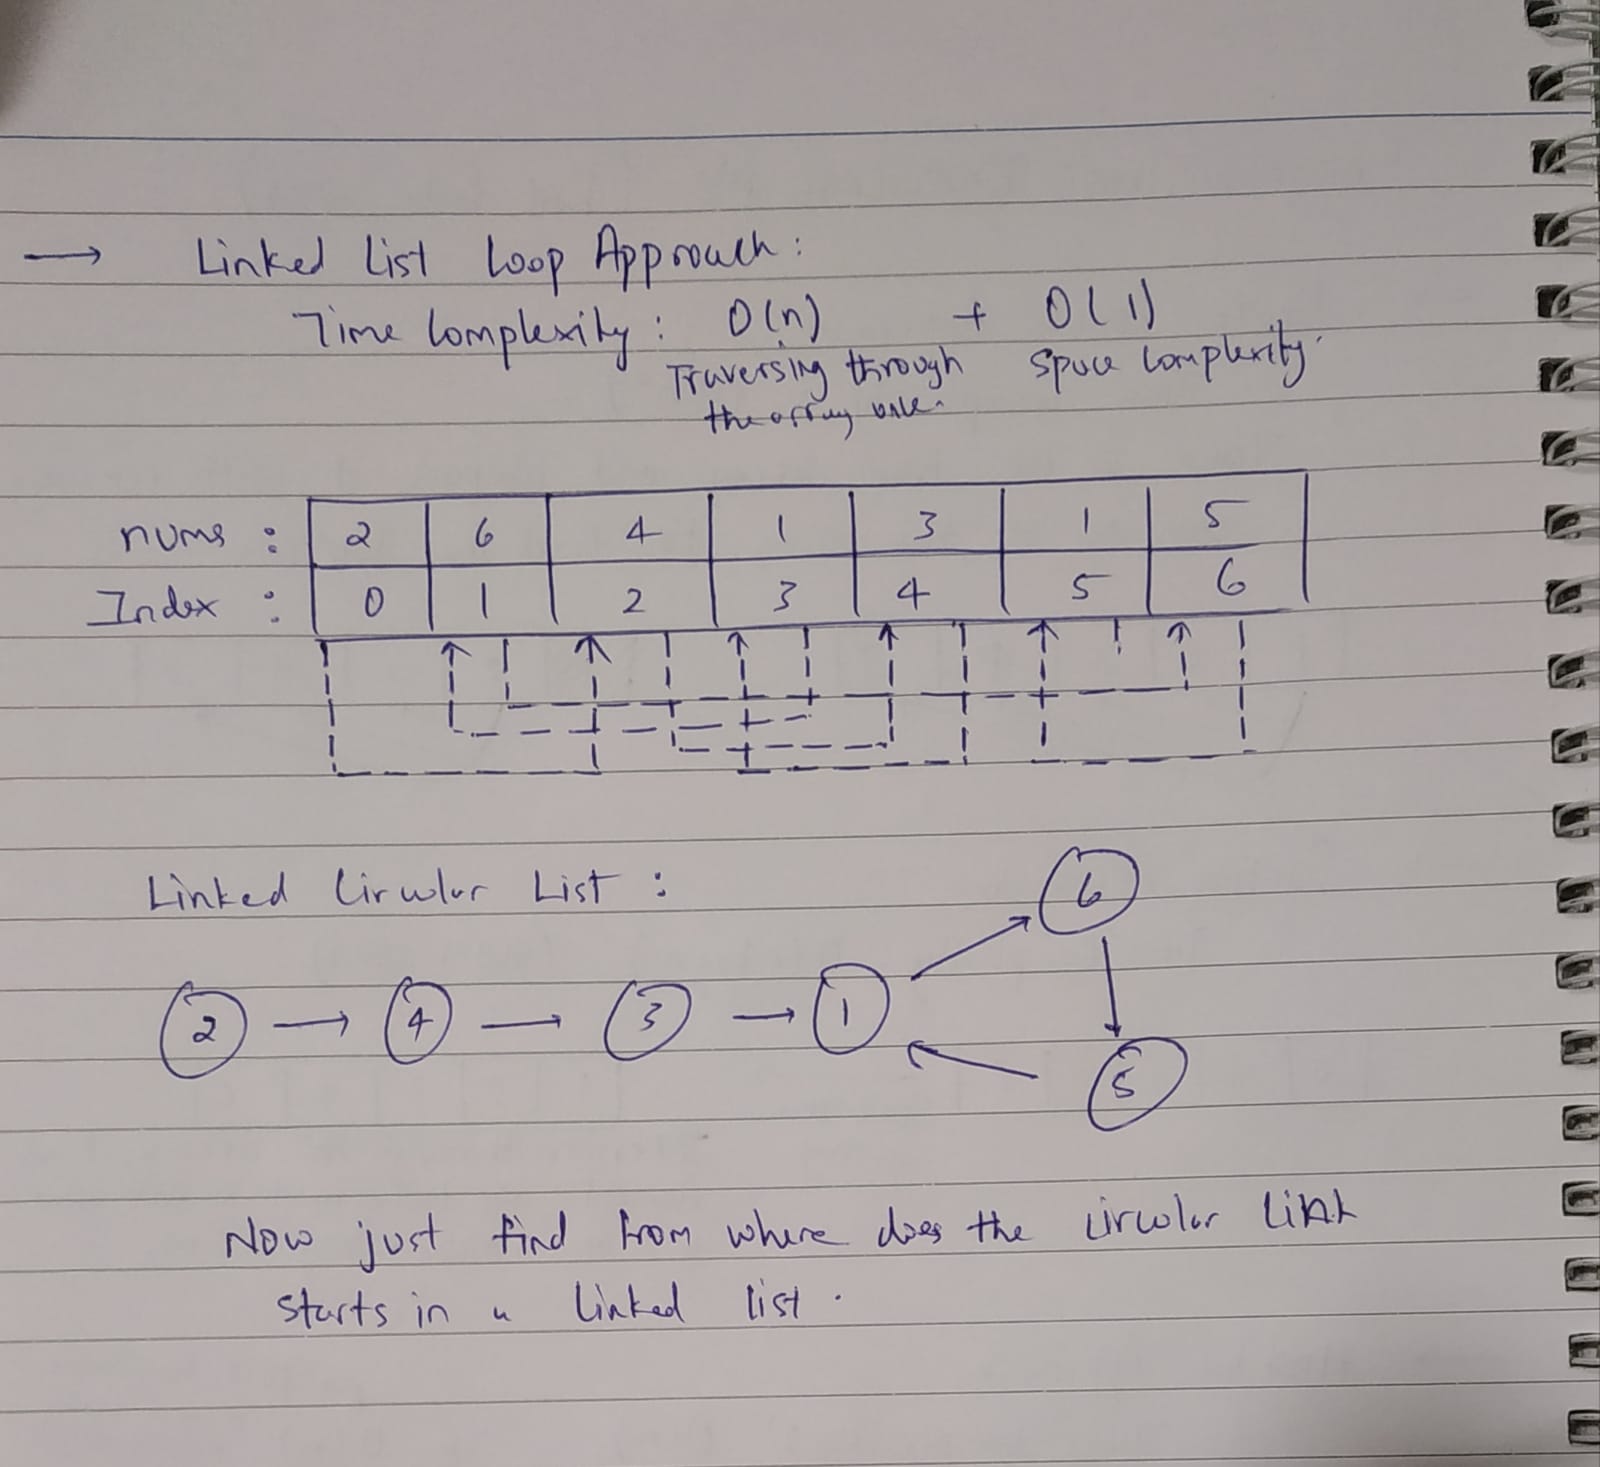 → Linked List Loop Approach:
Time Complexity: O(n) + O(1)
Traversing through Space Complexity.
the array once.
nums : 2 6 4 1 3 1 5
Index : 0 1 2 3 4 5 6
Linked Circular List :
6
2 → 4 → 3 → 1
5
Now just find from where does the circular link
starts in a linked list.